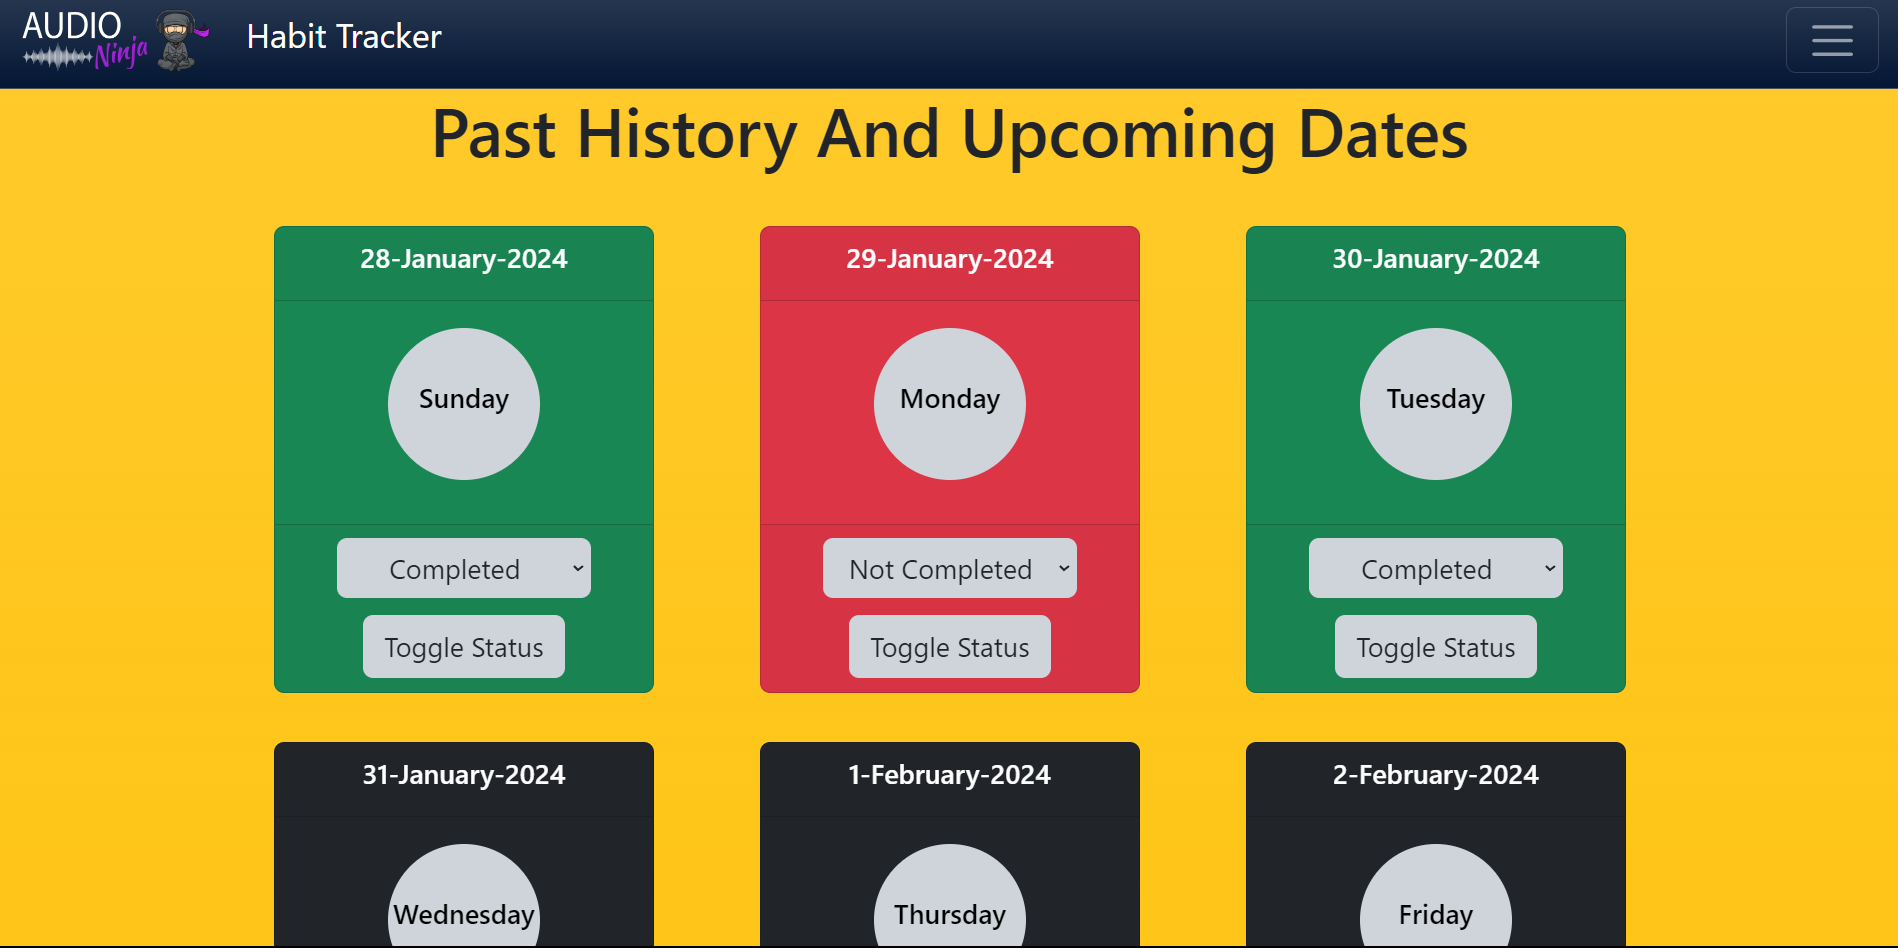 AUDIO
Ninja
Habit Tracker
Past History And Upcoming Dates
28-January-2024
29-January-2024
30-January-2024
Sunday
Monday
Tuesday
Completed
Not Completed
Completed
Toggle Status
Toggle Status
Toggle Status
31-January-2024
1-February-2024
2-February-2024
Wednesday
Thursday
Friday